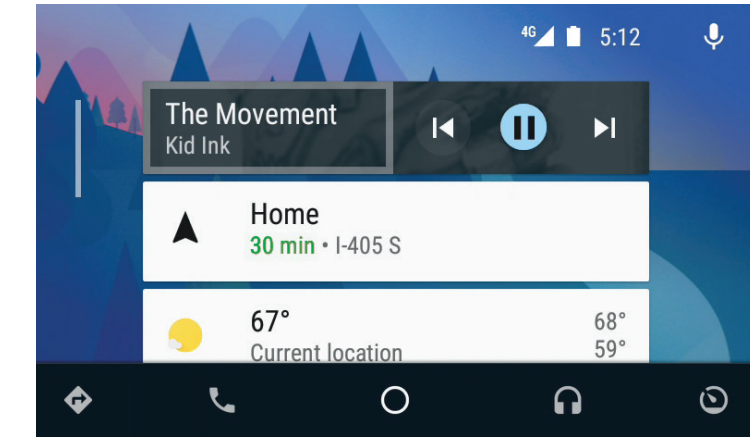 4G 5:12
The Movement
Kid Ink
Home
30 min • I-405 S
67° 68°
Current location 59°